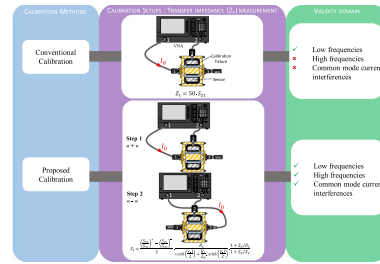 CALIBRATION METHODS
CALIBRATION SETUPS : TRANSFER IMPEDANCE (Zt) MEASUREMENT
VALIDITY DOMAIN
Conventional
Calibration
VNA
I0
Calibration
Fixture
Sensor
Zt = 50.S21
✓ Low frequencies
✗ High frequencies
✗ Common mode current
interferences
Proposed
Calibration
Step 1
« + »
I0
Step 2
« - »
I0
✓ Low frequencies
✓ High frequencies
✓ Common mode current
interferences